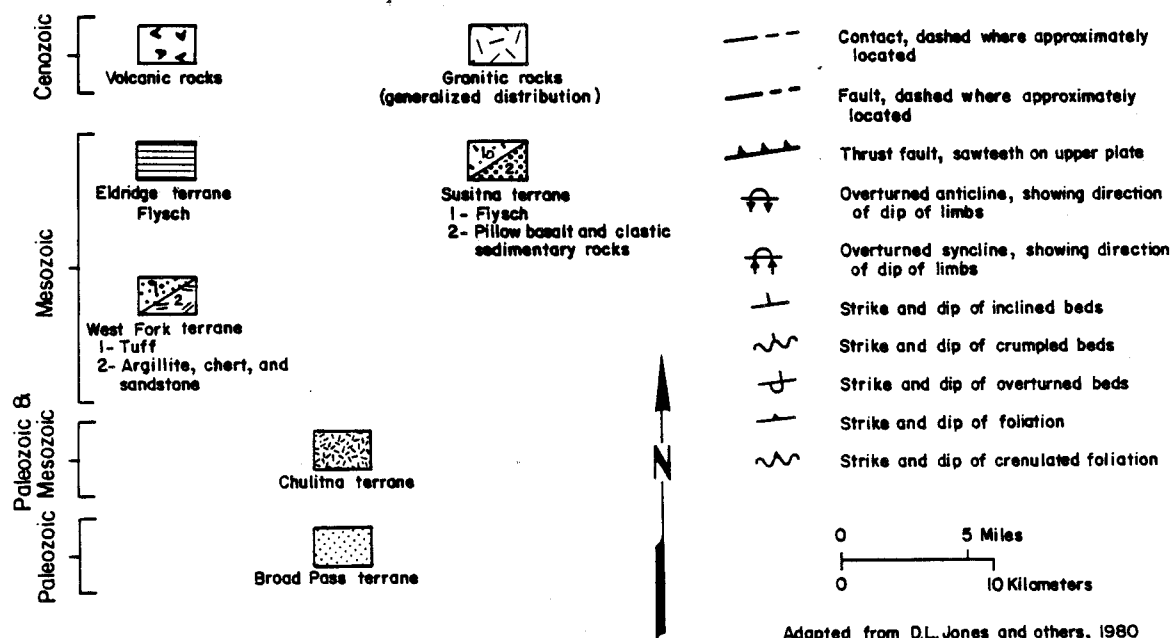 Cenozoic
Volcanic rocks
Granitic rocks
(generalized distribution)
Mesozoic
Eldridge terrane
Flysch
1
2
Susitna terrane
1- Flysch
2- Pillow basalt and clastic
sedimentary rocks
2
West Fork terrane
1- Tuff
2- Argillite, chert, and
sandstone
Paleozoic &
Mesozoic
Chulitna terrane
Paleozoic
Broad Pass terrane
N
Contact, dashed where approximately
located
Fault, dashed where approximately
located
Thrust fault, sawteeth on upper plate
Overturned anticline, showing direction
of dip of limbs
Overturned syncline, showing direction
of dip of limbs
Strike and dip of inclined beds
Strike and dip of crumpled beds
Strike and dip of overturned beds
Strike and dip of foliation
Strike and dip of crenulated foliation
0 5 Miles
0 10 Kilometers
Adapted from D.L. Jones and others, 1980